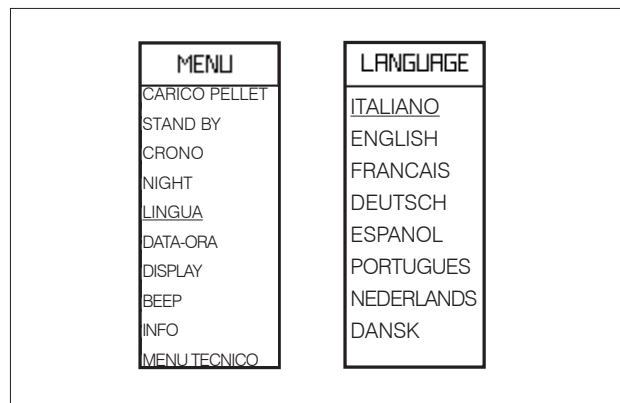 MENU
CARICO PELLET
STAND BY
CRONO
NIGHT
LINGUA
DATA-ORA
DISPLAY
BEEP
INFO
MENU TECNICO
LANGUAGE
ITALIANO
ENGLISH
FRANCAIS
DEUTSCH
ESPANOL
PORTUGUES
NEDERLANDS
DANSK